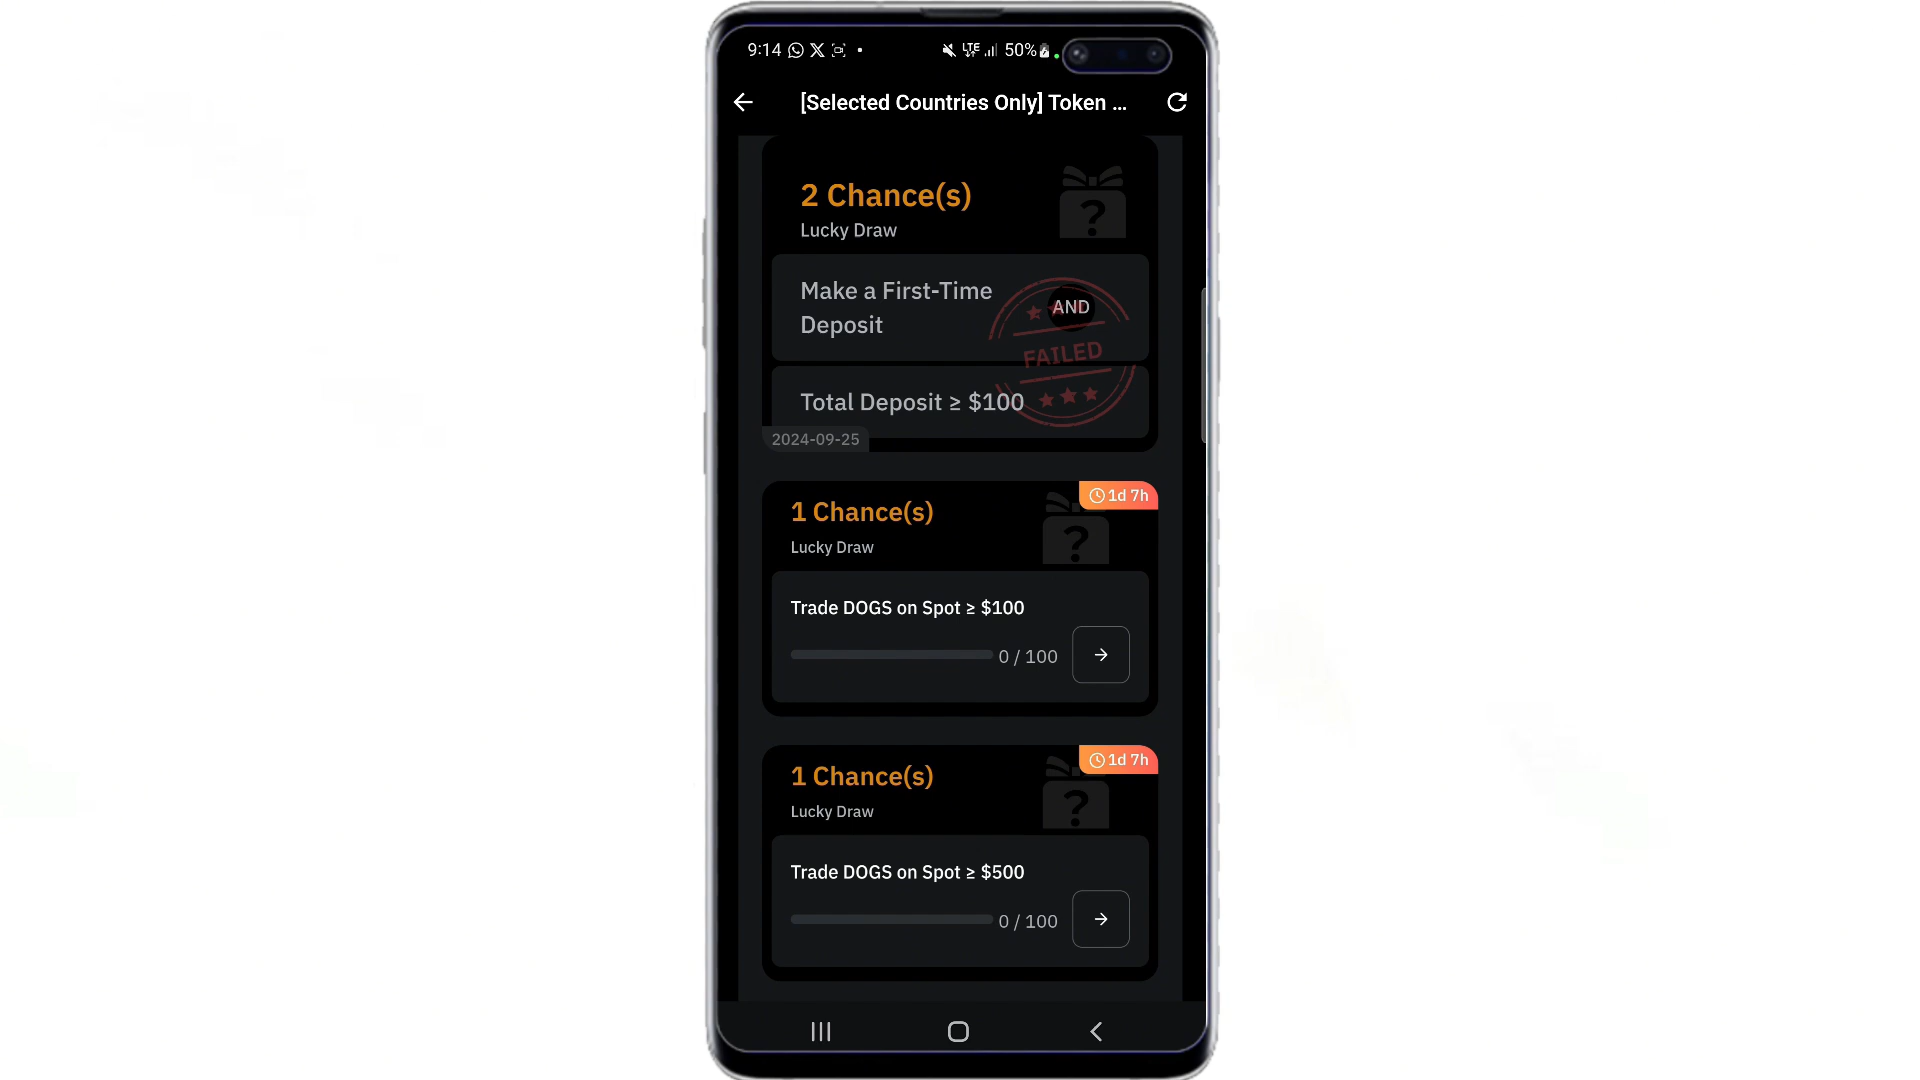 9:14 50%
[Selected Countries Only] Token ...
2 Chance(s)
Lucky Draw
?
Make a First-Time
Deposit
AND
FAILED
Total Deposit ≥ $100
2024-09-25
1d 7h
1 Chance(s)
Lucky Draw
?
Trade DOGS on Spot ≥ $100
0 / 100
1d 7h
1 Chance(s)
Lucky Draw
?
Trade DOGS on Spot ≥ $500
0 / 100